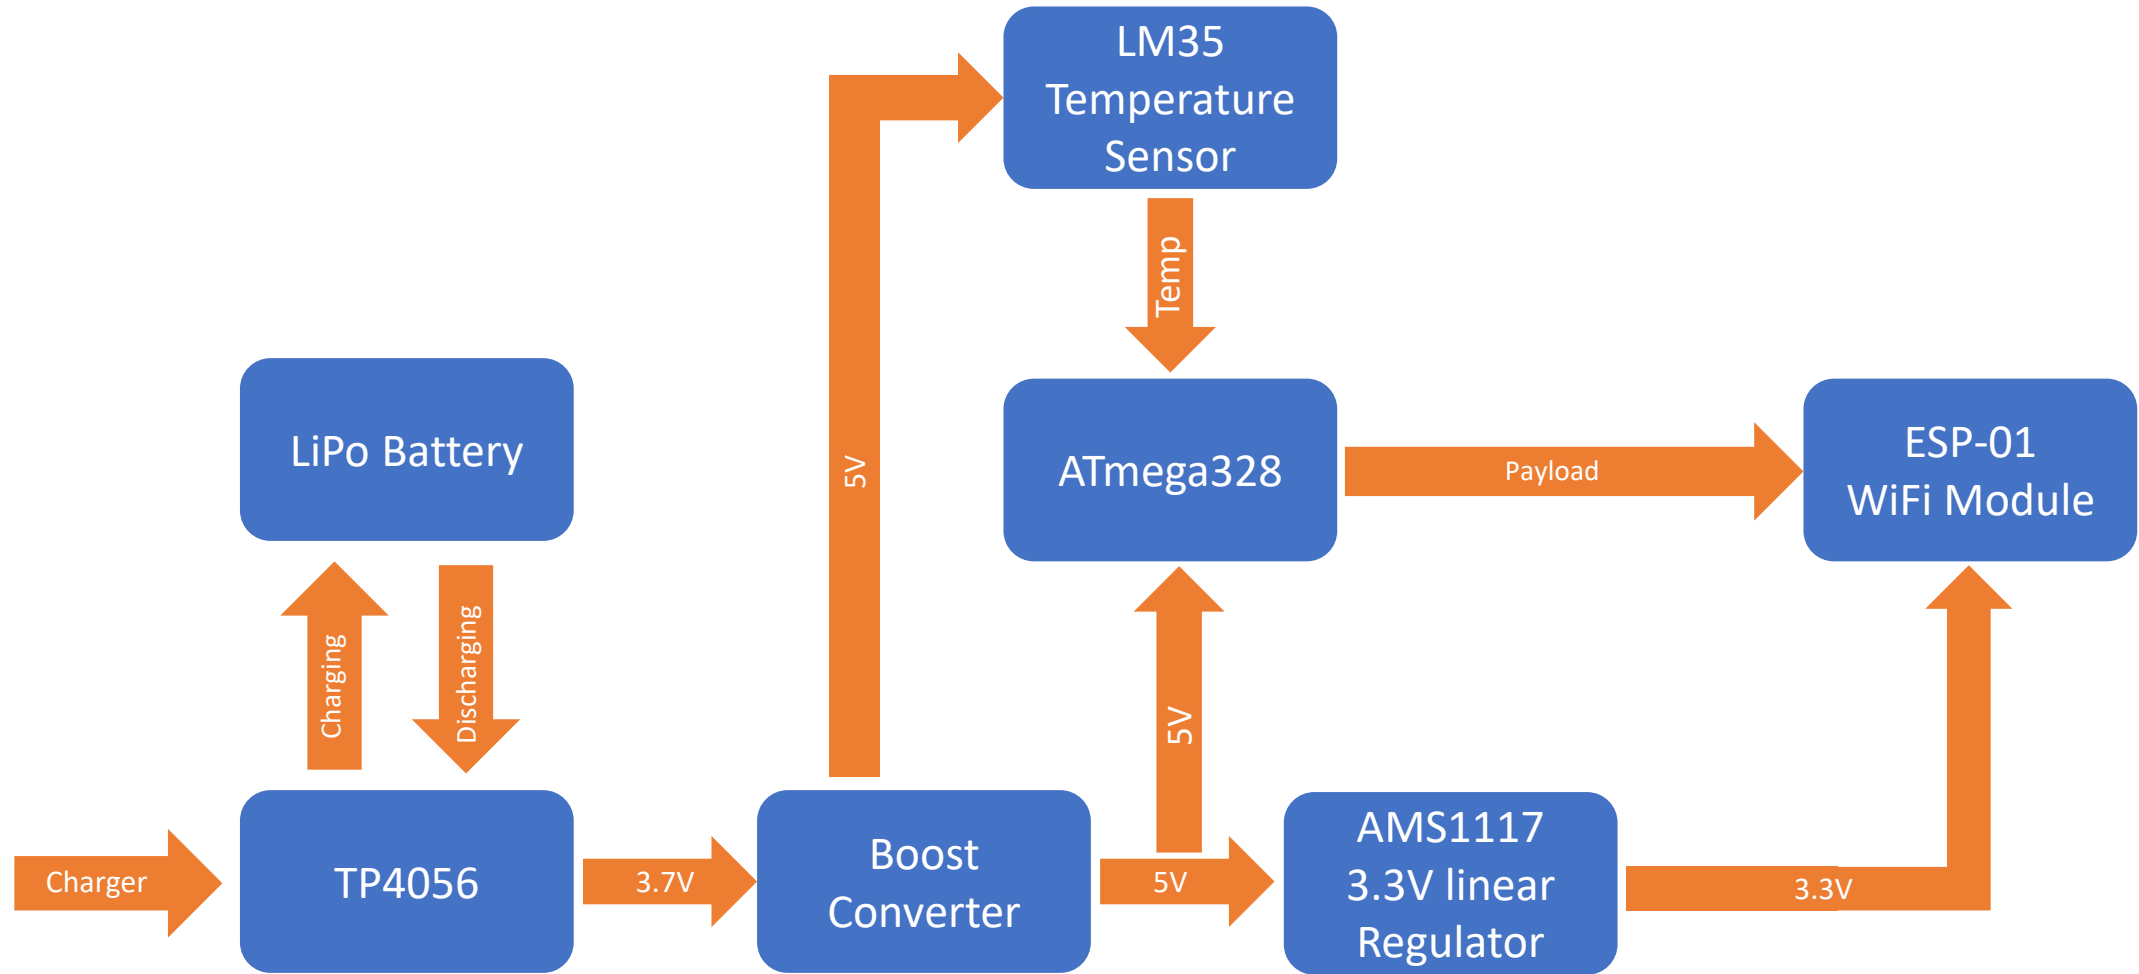 LM35
Temperature
Sensor
Temp
5V
LiPo Battery
ATmega328
Payload
ESP-01
WiFi Module
Charging
Discharging
5V
Charger
TP4056
3.7V
Boost
Converter
5V
AMS1117
3.3V linear
Regulator
3.3V